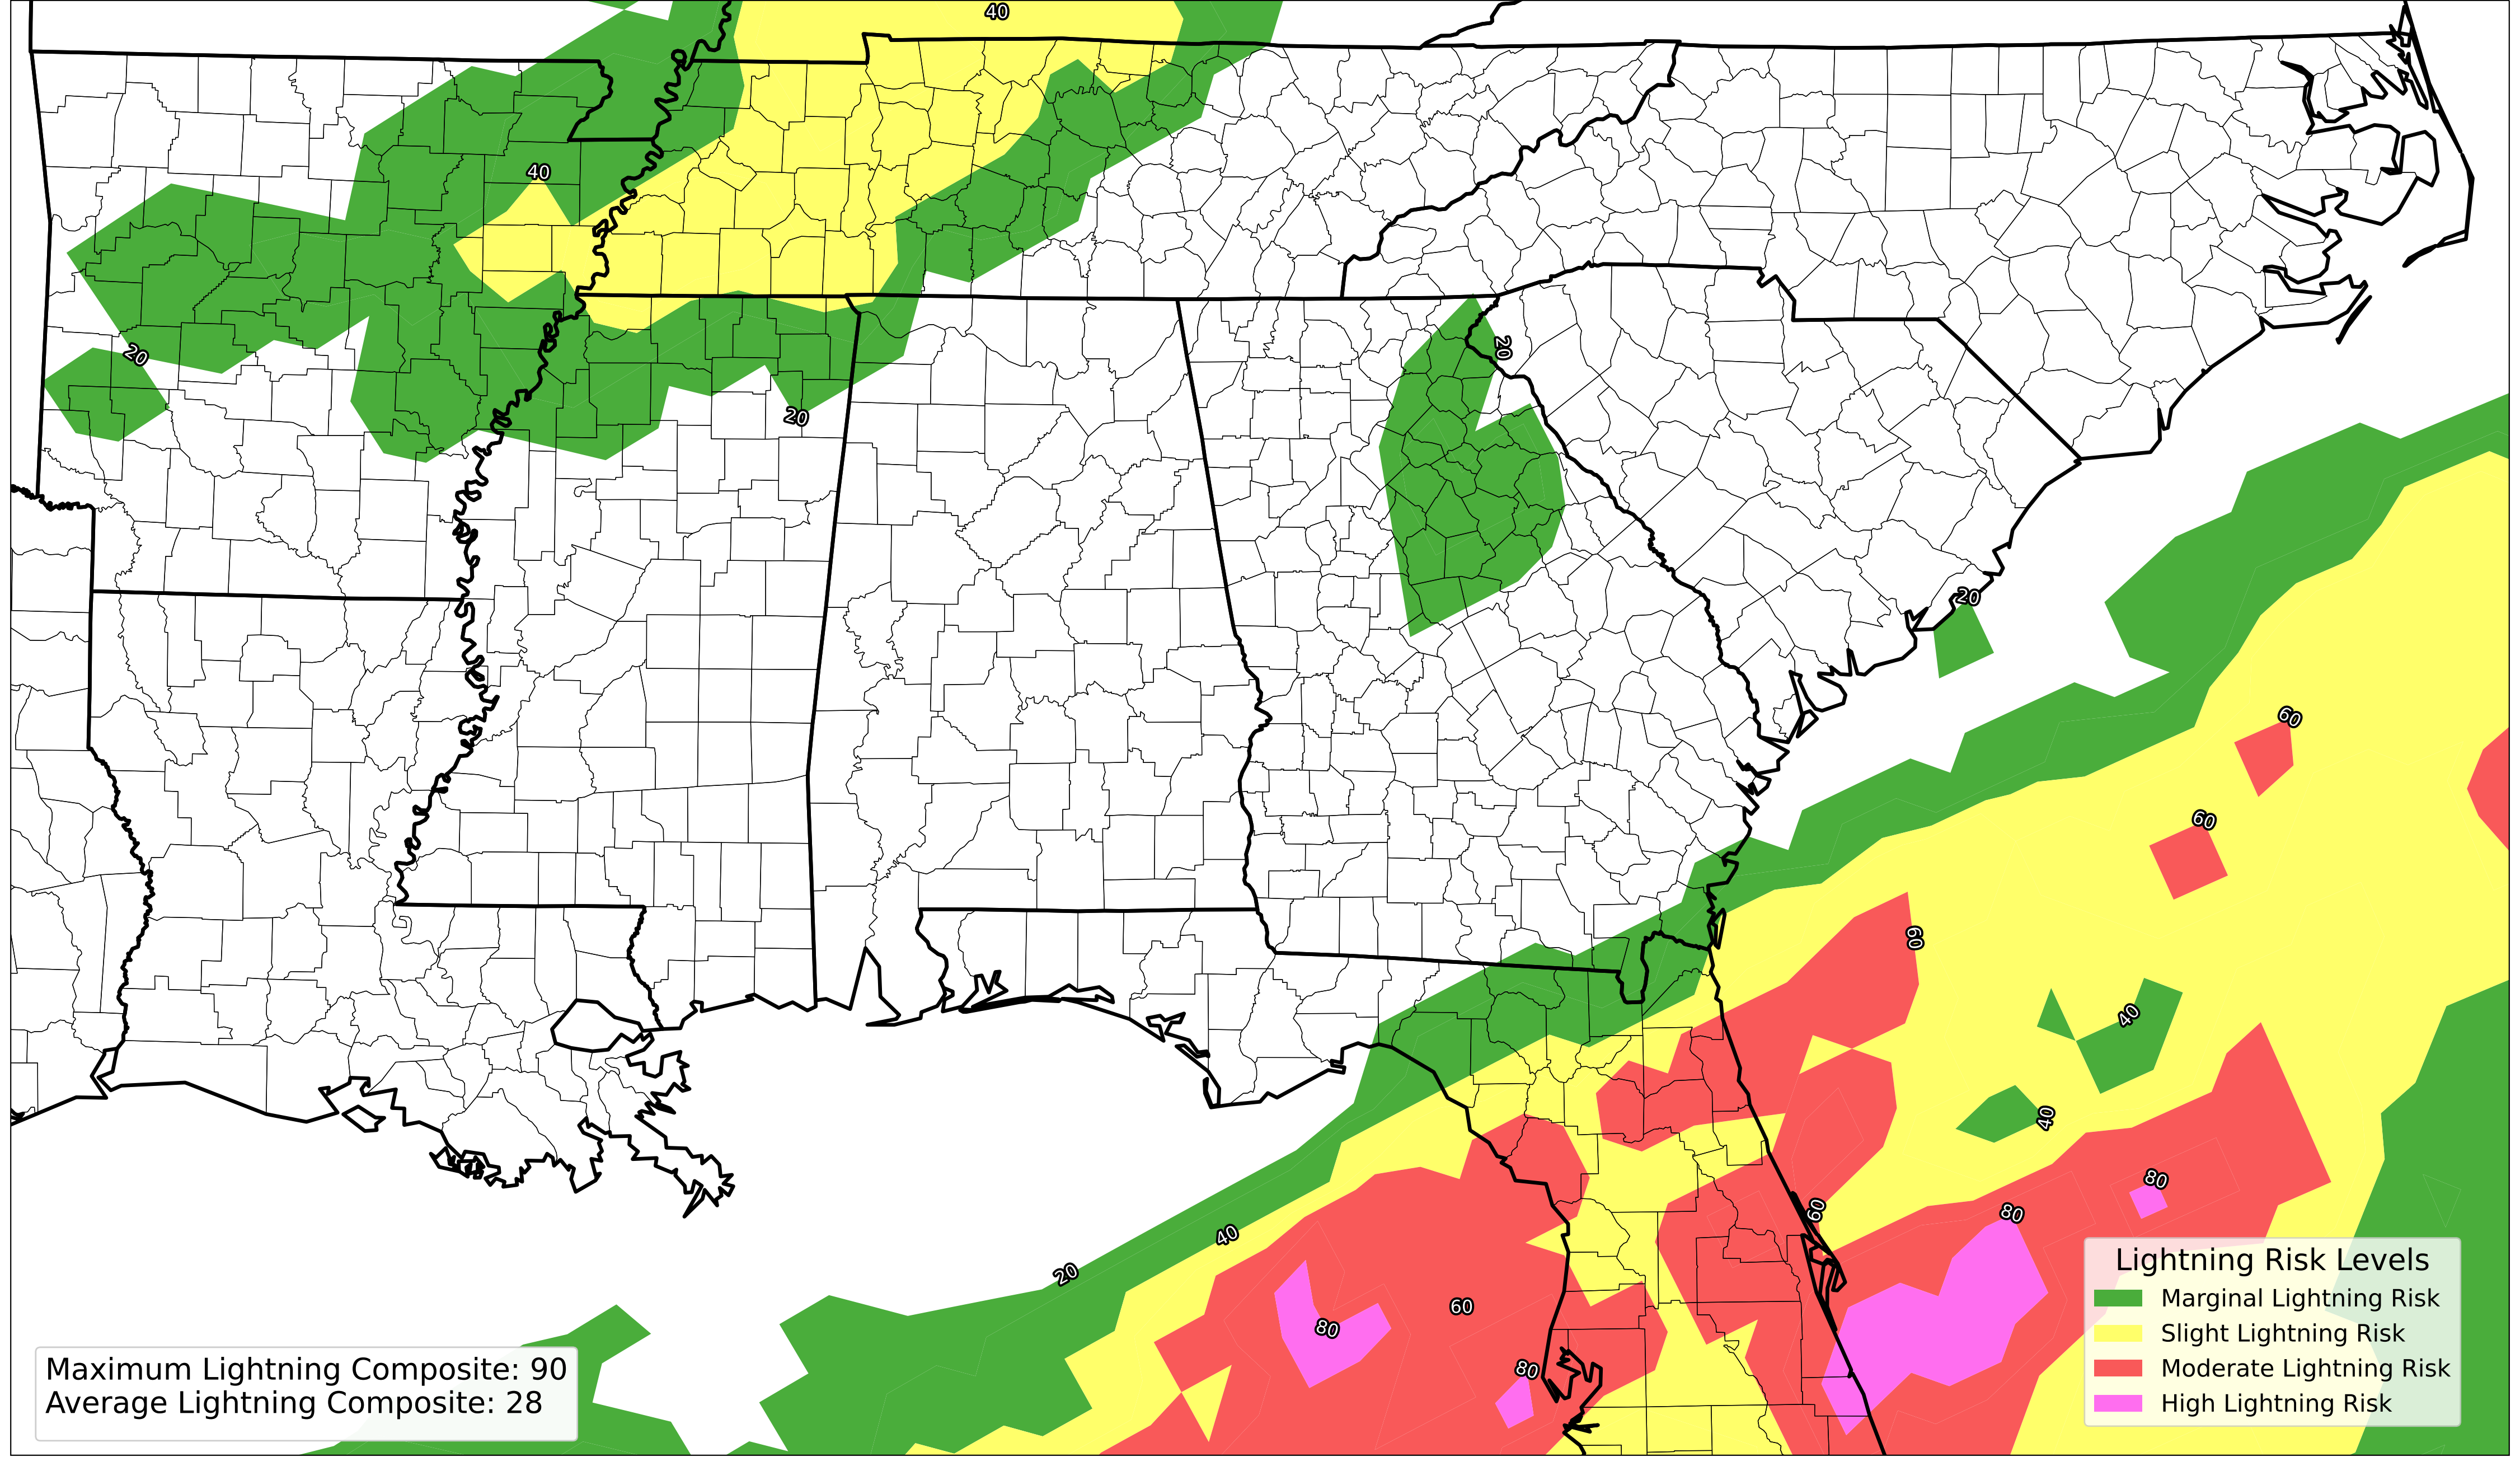 40
40
20
20
20
20
60
60
60
40
40
80
60
80
40
20
60
80
80
Lightning Risk Levels
Marginal Lightning Risk
Slight Lightning Risk
Moderate Lightning Risk
High Lightning Risk
Maximum Lightning Composite: 90
Average Lightning Composite: 28